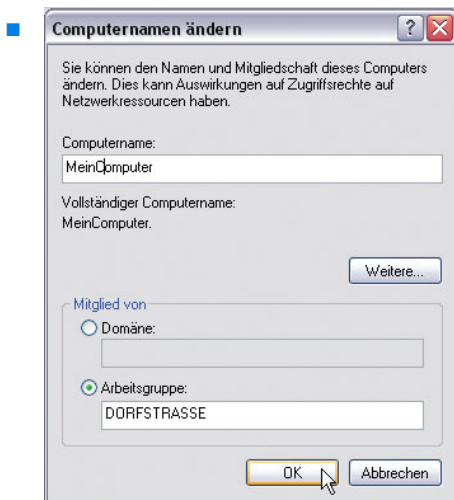 Computernamen ändern
Sie können den Namen und Mitgliedschaft dieses Computers
ändern. Dies kann Auswirkungen auf Zugriffsrechte auf
Netzwerkressourcen haben.
Computername:
MeinComputer
Vollständiger Computername:
MeinComputer.
Weitere...
Mitglied von
Domäne:
Arbeitsgruppe:
DORFSTRASSE
OK
Abbrechen